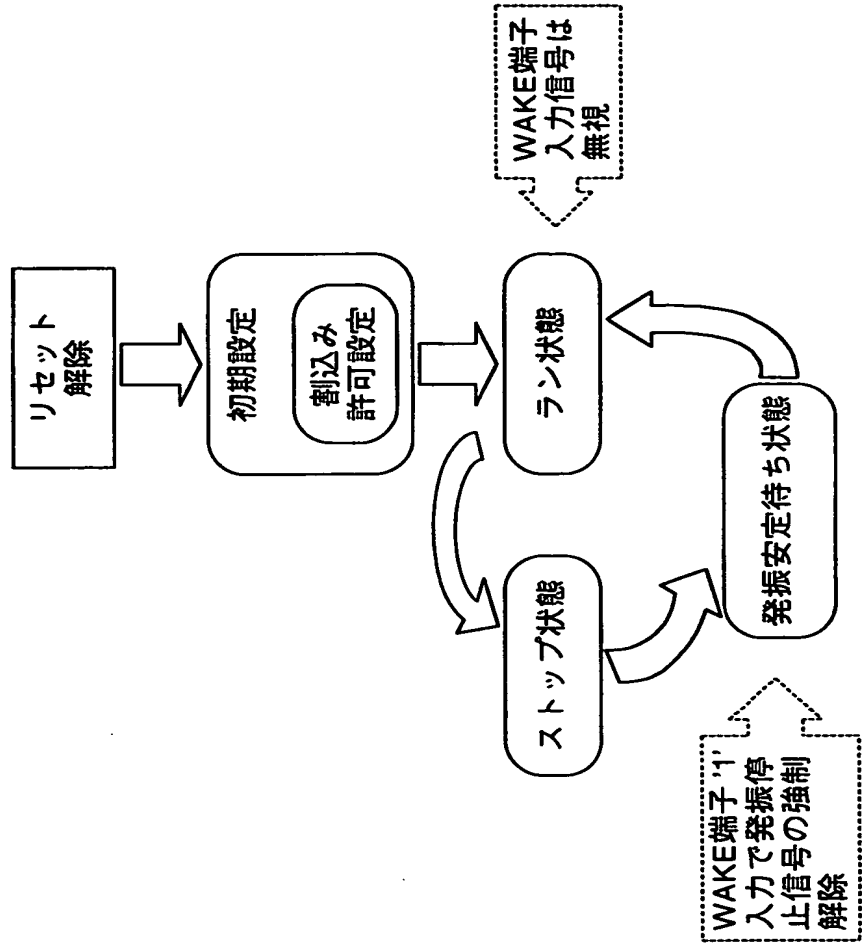 リセット
解除
初期設定
割込み
許可設定
ラン状態
WAKE端子
入力信号は
無視
ストップ状態
発振安定待ち状態
WAKE端子'1'
入力で発振停
止信号の強制
解除